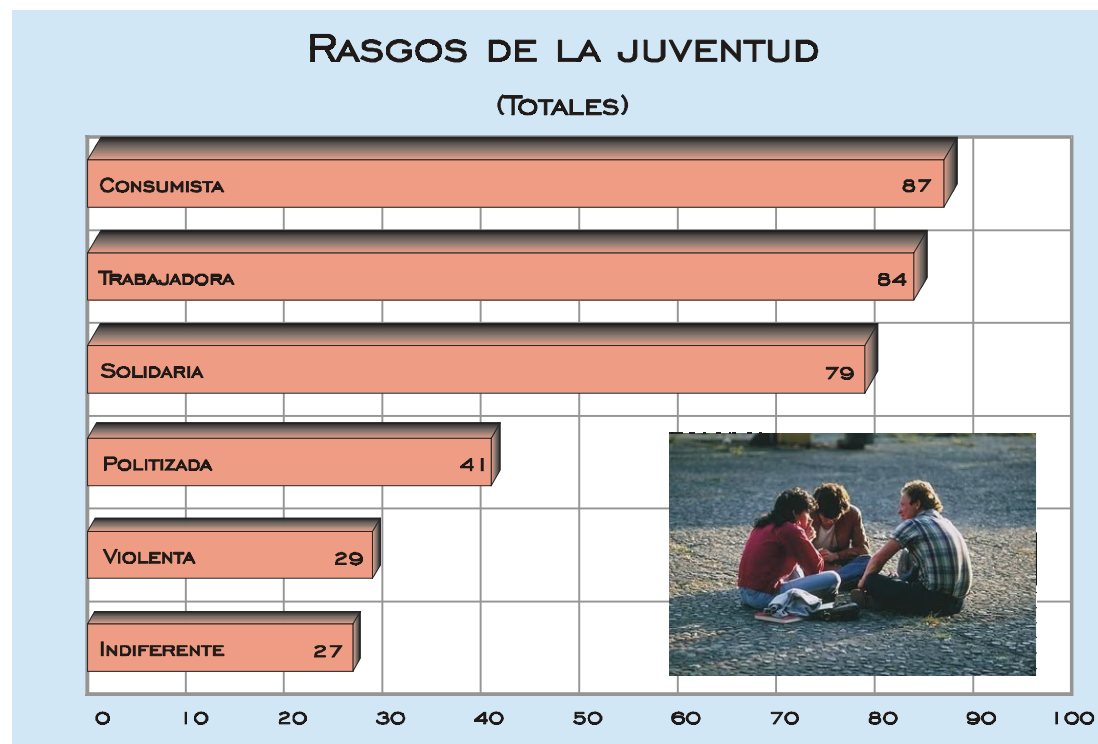 RASGOS DE LA JUVENTUD
(TOTALES)
CONSUMISTA 87
TRABAJADORA 84
SOLIDARIA 79
POLITIZADA 41
VIOLENTA 29
INDIFERENTE 27
0 10 20 30 40 50 60 70 80 90 100